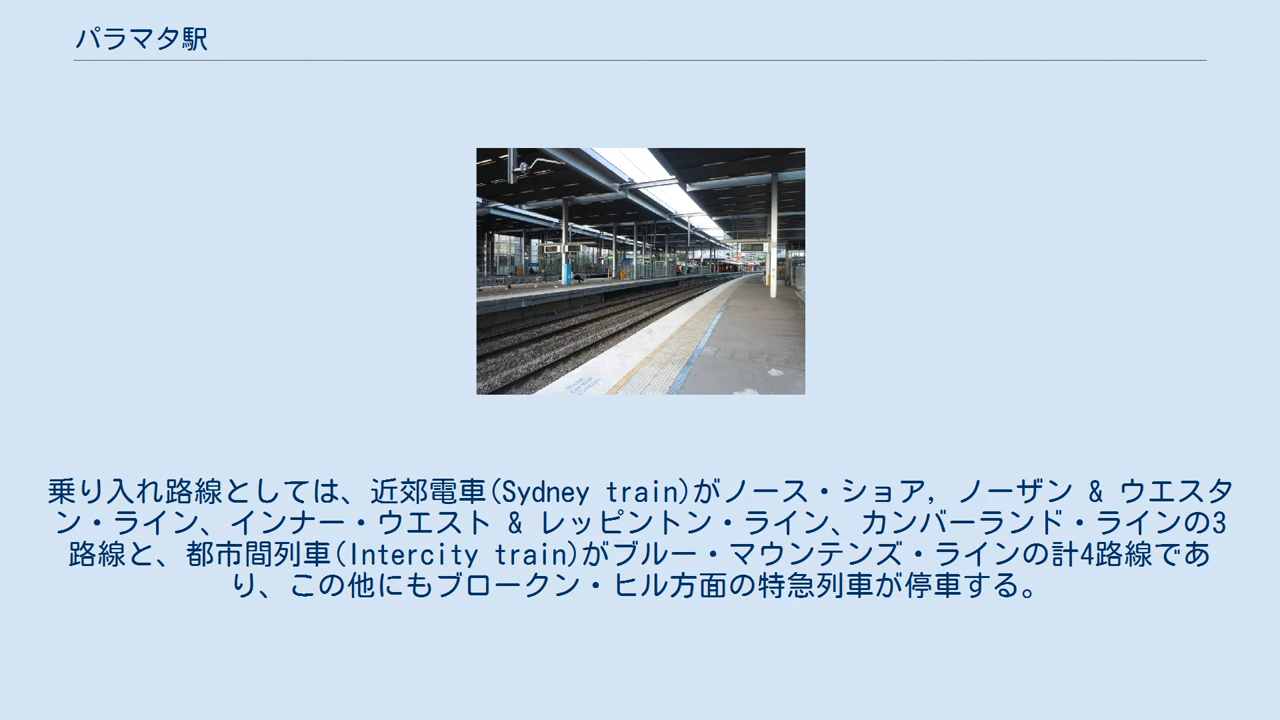 パラマタ駅
乗り入れ路線としては、近郊電車(Sydney train)がノース・ショア, ノーザン & ウエスタ
ン・ライン、インナー・ウエスト & レッピントン・ライン、カンバーランド・ラインの3
路線と、都市間列車(Intercity train)がブルー・マウンテンズ・ラインの計4路線であ
り、この他にもブロークン・ヒル方面の特急列車が停車する。